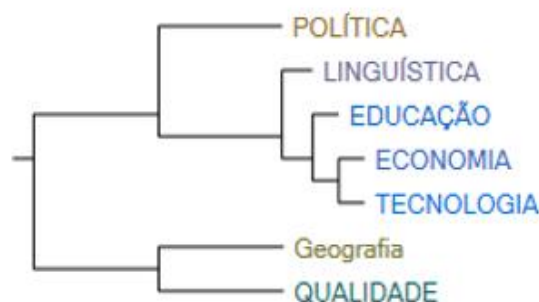 POLÍTICA
LINGUÍSTICA
EDUCAÇÃO
ECONOMIA
TECNOLOGIA
Geografia
QUALIDADE